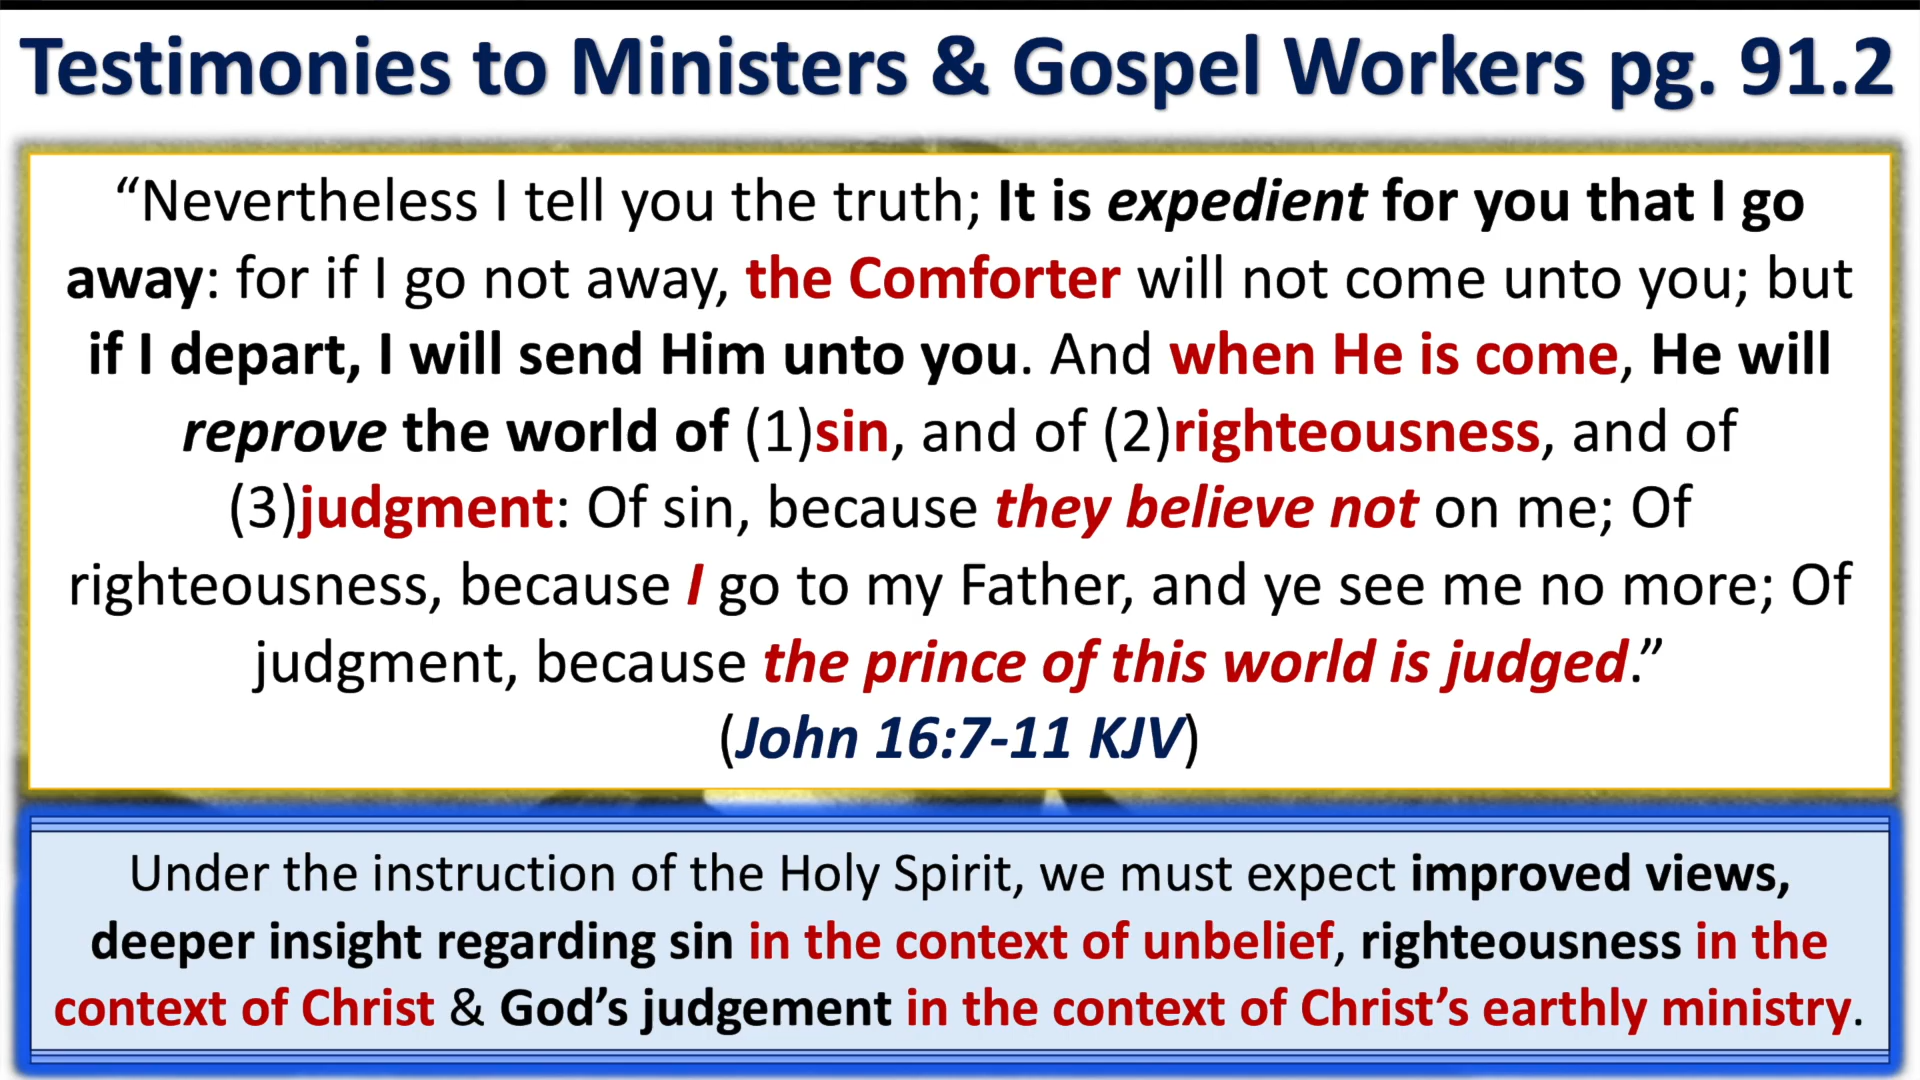 Testimonies to Ministers & Gospel Workers pg. 91.2
“Nevertheless I tell you the truth; It is expedient for you that I go
away: for if I go not away, the Comforter will not come unto you; but
if I depart, I will send Him unto you. And when He is come, He will
reprove the world of (1)sin, and of (2)righteousness, and of
(3)judgment: Of sin, because they believe not on me; Of
righteousness, because I go to my Father, and ye see me no more; Of
judgment, because the prince of this world is judged.”
(John 16:7-11 KJV)
Under the instruction of the Holy Spirit, we must expect improved views,
deeper insight regarding sin in the context of unbelief, righteousness in the
context of Christ & God’s judgement in the context of Christ’s earthly ministry.